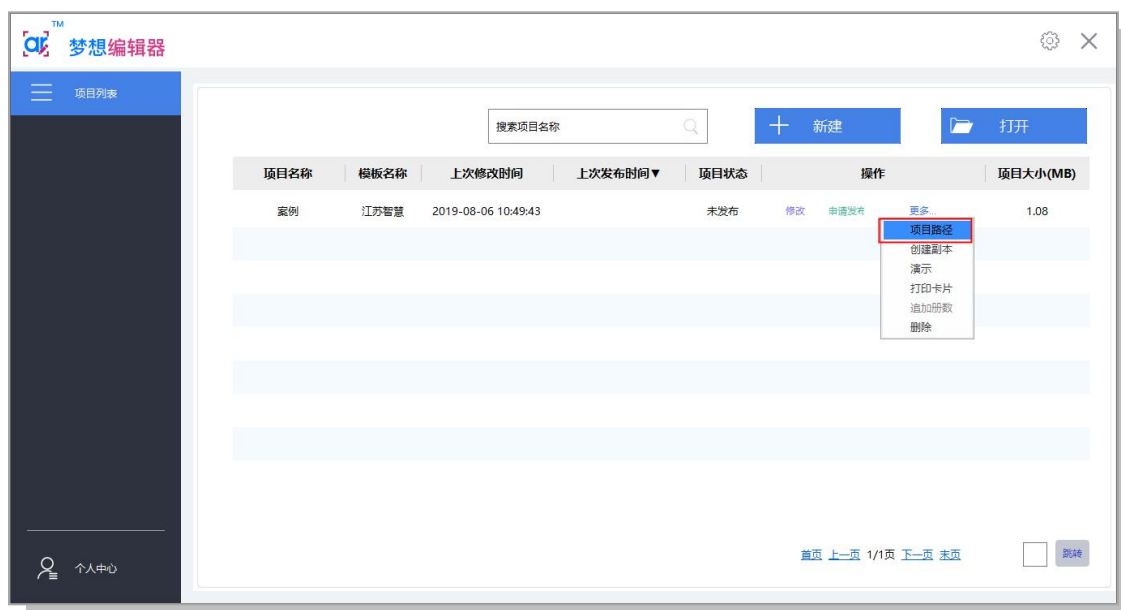 TM
ar 梦想编辑器
项目列表
搜索项目名称 新建 打开
项目名称 模板名称 上次修改时间 上次发布时间▼ 项目状态 操作 项目大小(MB)
案例 江苏智慧 2019-08-06 10:49:43 未发布 修改 申请发布 更多... 1.08
项目路径
创建副本
演示
打印卡片
追加册数
删除
首页 上一页 1/1页 下一页 末页 跳转
个人中心